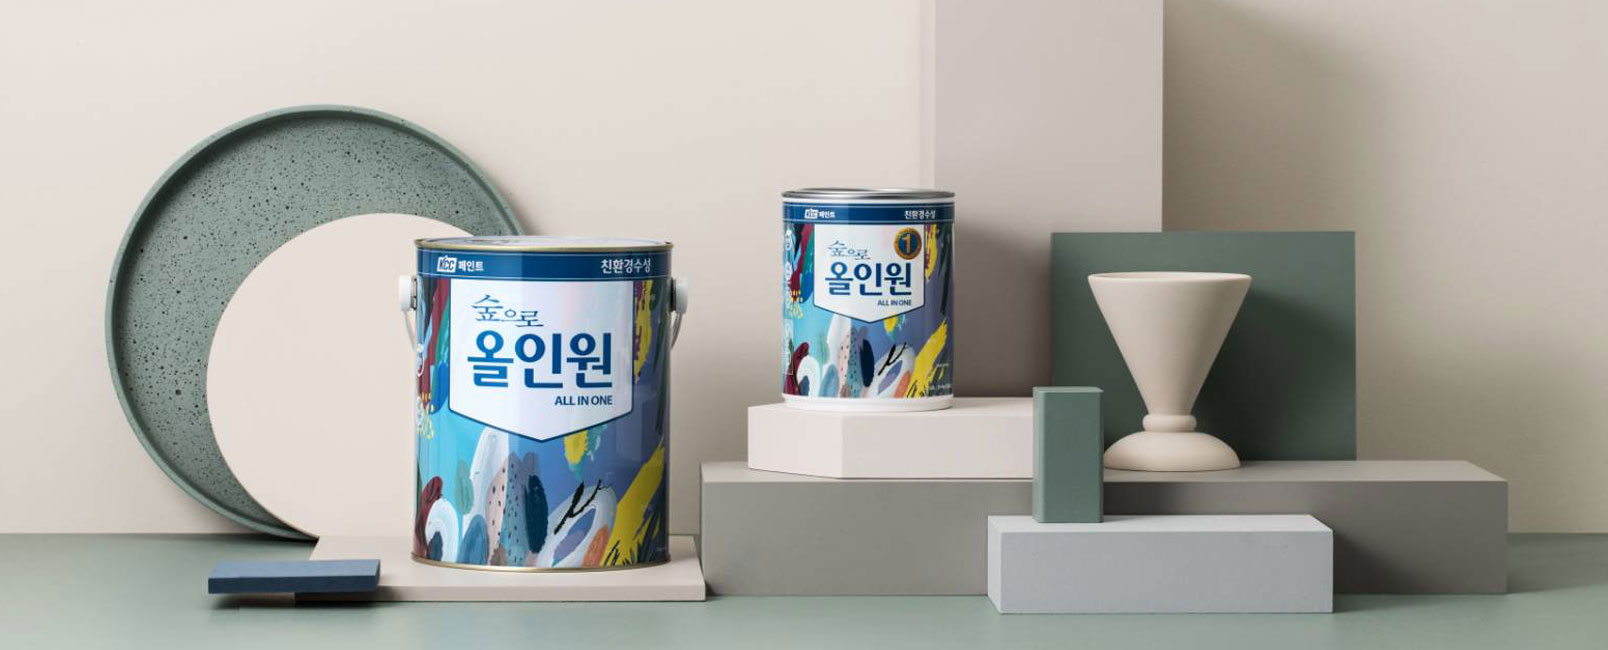 KCC 페인트
친환경수성
숲으로
올인원
ALL IN ONE
KCC 페인트
친환경수성
1
숲으로
올인원
ALL IN ONE